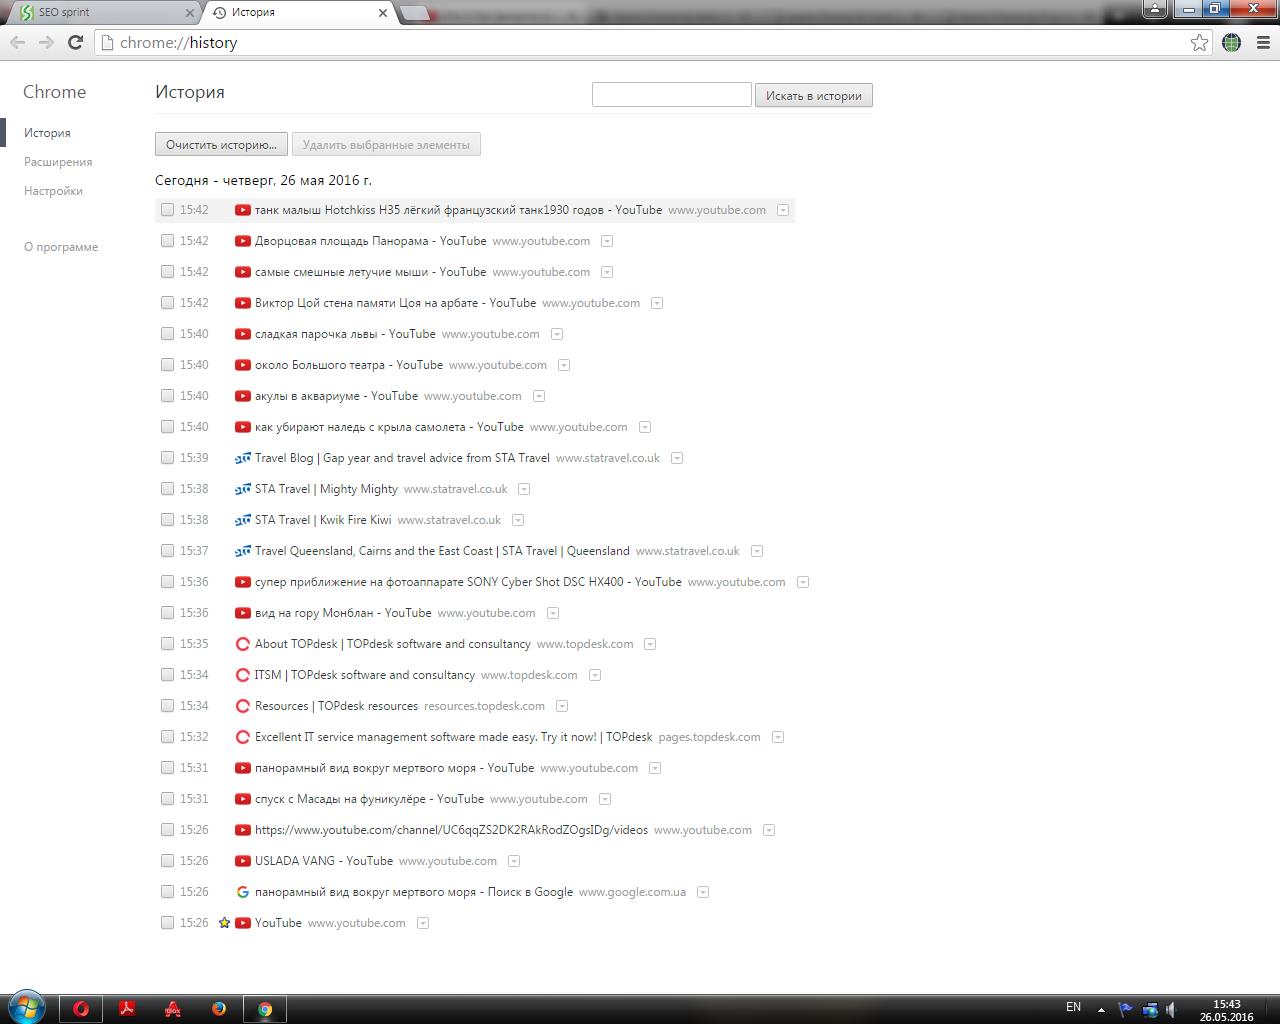 SEO sprint
История
chrome://history
Chrome
История
Искать в истории
История
Расширения
Настройки
О программе
Очистить историю...
Удалить выбранные элементы
Сегодня - четверг, 26 мая 2016 г.
15:42 танк малыш Hotchkiss H35 лёгкий французский танк1930 годов - YouTube www.youtube.com
15:42 Дворцовая площадь Панорама - YouTube www.youtube.com
15:42 самые смешные летучие мыши - YouTube www.youtube.com
15:42 Виктор Цой стена памяти Цоя на арбате - YouTube www.youtube.com
15:40 сладкая парочка львы - YouTube www.youtube.com
15:40 около Большого театра - YouTube www.youtube.com
15:40 акулы в аквариуме - YouTube www.youtube.com
15:40 как убирают наледь с крыла самолета - YouTube www.youtube.com
15:39 Travel Blog | Gap year and travel advice from STA Travel www.statravel.co.uk
15:38 STA Travel | Mighty Mighty www.statravel.co.uk
15:38 STA Travel | Kwik Fire Kiwi www.statravel.co.uk
15:37 Travel Queensland, Cairns and the East Coast | STA Travel | Queensland www.statravel.co.uk
15:36 супер приближение на фотоаппарате SONY Cyber Shot DSC HX400 - YouTube www.youtube.com
15:36 вид на гору Монблан - YouTube www.youtube.com
15:35 About TOPdesk | TOPdesk software and consultancy www.topdesk.com
15:34 ITSM | TOPdesk software and consultancy www.topdesk.com
15:34 Resources | TOPdesk resources resources.topdesk.com
15:32 Excellent IT service management software made easy. Try it now! | TOPdesk pages.topdesk.com
15:31 панорамный вид вокруг мертвого моря - YouTube www.youtube.com
15:31 спуск с Масады на фуникулёре - YouTube www.youtube.com
15:26 https://www.youtube.com/channel/UC6qqZS2DK2RAkRodZOgsIDg/videos www.youtube.com
15:26 USLADA VANG - YouTube www.youtube.com
15:26 панорамный вид вокруг мертвого моря - Поиск в Google www.google.com.ua
15:26 YouTube www.youtube.com
EN
15:43
26.05.2016